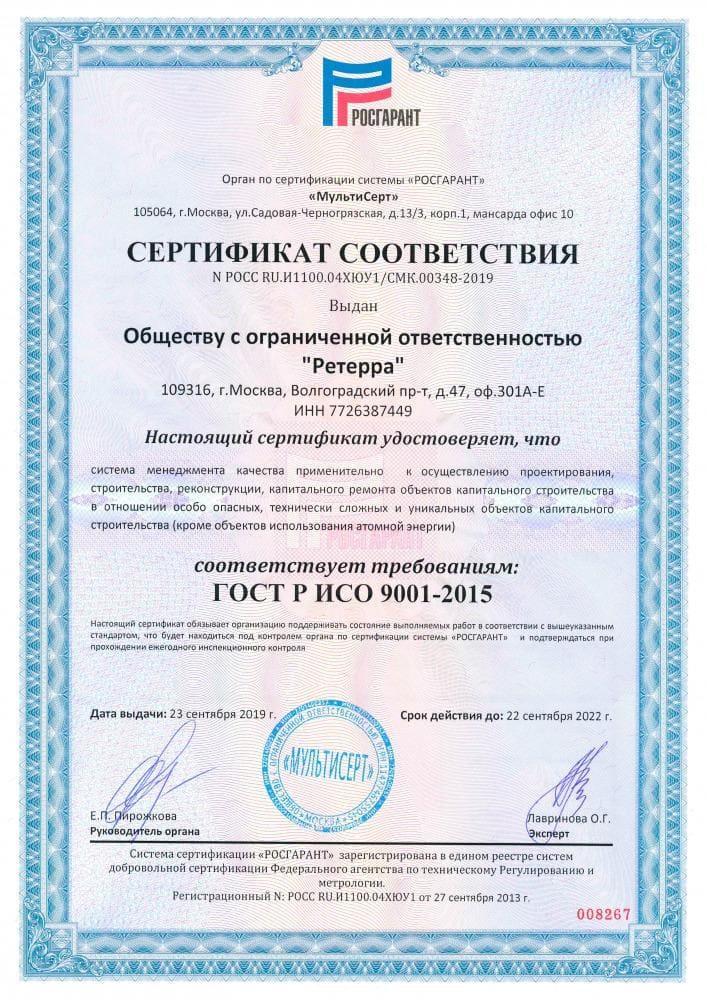 РОСГАРАНТ
Орган по сертификации системы «РОСГАРАНТ»
«МультиСерт»
105064, г.Москва, ул.Садовая-Черногрязская, д.13/3, корп.1, мансарда офис 10
СЕРТИФИКАТ СООТВЕТСТВИЯ
N РОСС RU.И1100.04ХЮУ1/СМК.00348-2019
Выдан
Обществу с ограниченной ответственностью
"Ретерра"
109316, г.Москва, Волгоградский пр-т, д.47, оф.301А-Е
ИНН 7726387449
Настоящий сертификат удостоверяет, что
система менеджмента качества применительно к осуществлению проектирования,
строительства, реконструкции, капитального ремонта объектов капитального строительства
в отношении особо опасных, технически сложных и уникальных объектов капитального
строительства (кроме объектов использования атомной энергии)
РОСГАРАНТ
соответствует требованиям:
ГОСТ Р ИСО 9001-2015
Настоящий сертификат обязывает организацию поддерживать состояние выполняемых работ в соответствии с вышеуказанным
стандартом, что будет находиться под контролем органа по сертификации системы «РОСГАРАНТ» и подтверждаться при
прохождении ежегодного инспекционного контроля
Дата выдачи: 23 сентября 2019 г.
Срок действия до: 22 сентября 2022 г.
ОБЩЕСТВО С ОГРАНИЧЕННОЙ ОТВЕТСТВЕННОСТЬЮ
«МУЛЬТИСЕРТ»
МОСКВА
Е.П. Пирожкова
Руководитель органа
Лавринова О.Г.
Эксперт
Система сертификации «РОСГАРАНТ» зарегистрирована в едином реестре систем
добровольной сертификации Федерального агентства по техническому Регулированию и
метрологии.
Регистрационный N: РОСС RU.И1100.04ХЮУ1 от 27 сентября 2013 г.
008267